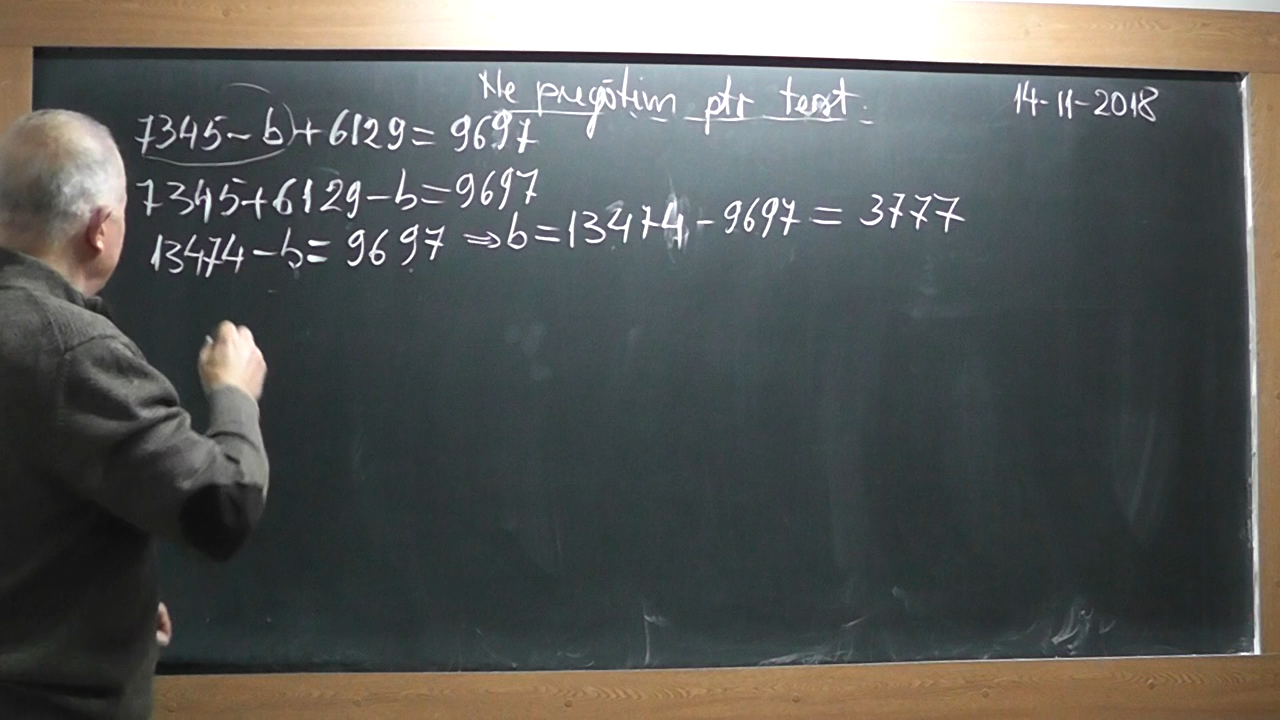 Ne pregătim ptr test. 14-11-2018
7345-b)+6129=9697
7345+6129-b=9697
13474-b=9697 ⇒b=13474-9697=3777